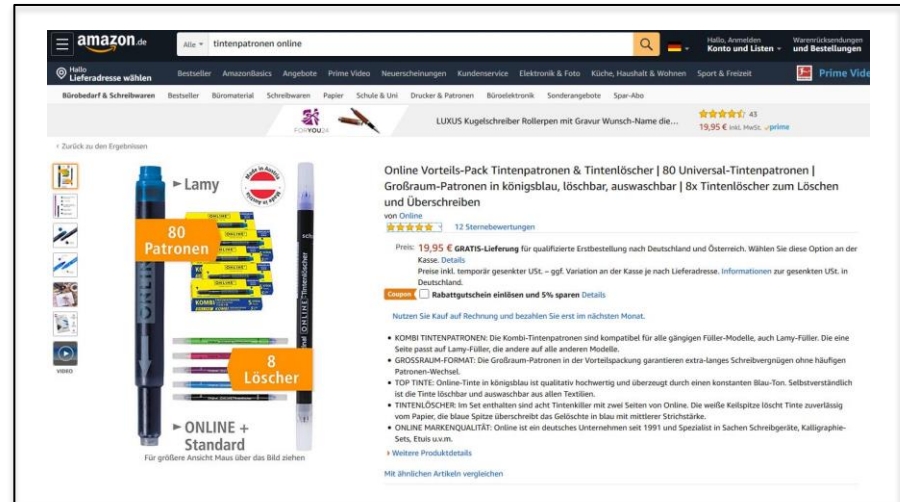 amazon.de
Alle
tintenpatronen online
Hallo, Anmelden
Konto und Listen
Warenrücksendungen
und Bestellungen
Hallo
Lieferadresse wählen
Bestseller AmazonBasics Angebote Prime Video Neuerscheinungen Kundenservice Elektronik & Foto Küche, Haushalt & Wohnen Sport & Freizeit
Prime Vide
Bürobedarf & Schreibwaren Bestseller Büromaterial Schreibwaren Papier Schule & Uni Drucker & Patronen Büroelektronik Sonderangebote Spar-Abo
FORYOU24
LUXUS Kugelschreiber Rollerpen mit Gravur Wunsch-Name die...
43
19,95 € inkl. MwSt. prime
‹ Zurück zu den Ergebnissen
VIDEO
Lamy
Made in Austria
80
Patronen
ONLINE
KOMBI
8
Löscher
ONLINE Tintenlöscher
ONLINE +
Standard
Für größere Ansicht Maus über das Bild ziehen
Online Vorteils-Pack Tintenpatronen & Tintenlöscher | 80 Universal-Tintenpatronen |
Großraum-Patronen in königsblau, löschbar, auswaschbar | 8x Tintenlöscher zum Löschen
und Überschreiben
von Online
12 Sternebewertungen
Preis: 19,95 € GRATIS-Lieferung für qualifizierte Erstbestellung nach Deutschland und Österreich. Wählen Sie diese Option an der
Kasse. Details
Preise inkl. temporär gesenkter USt. – ggf. Variation an der Kasse je nach Lieferadresse. Informationen zur gesenkten USt. in
Deutschland.
Coupon Rabattgutschein einlösen und 5% sparen Details
Nutzen Sie Kauf auf Rechnung und bezahlen Sie erst im nächsten Monat.
• KOMBI TINTENPATRONEN: Die Kombi-Tintenpatronen sind kompatibel für alle gängigen Füller-Modelle, auch Lamy-Füller. Die eine
Seite passt auf Lamy-Füller, die andere auf alle anderen Modelle.
• GROSSRAUM-FORMAT: Die Großraum-Patronen in der Vorteilspackung garantieren extra-langes Schreibvergnügen ohne häufigen
Patronen-Wechsel.
• TOP TINTE: Online-Tinte in königsblau ist qualitativ hochwertig und überzeugt durch einen konstanten Blau-Ton. Selbstverständlich
ist die Tinte löschbar und auswaschbar aus allen Textilien.
• TINTENLÖSCHER: Im Set enthalten sind acht Tintenkiller mit zwei Seiten von Online. Die weiße Keilspitze löscht Tinte zuverlässig
vom Papier, die blaue Spitze überschreibt das Gelöschte in blau mit mittlerer Strichstärke.
• ONLINE MARKENQUALITÄT: Online ist ein deutsches Unternehmen seit 1991 und Spezialist in Sachen Schreibgeräte, Kalligraphie-
Sets, Etuis u.v.m.
› Weitere Produktdetails
Mit ähnlichen Artikeln vergleichen